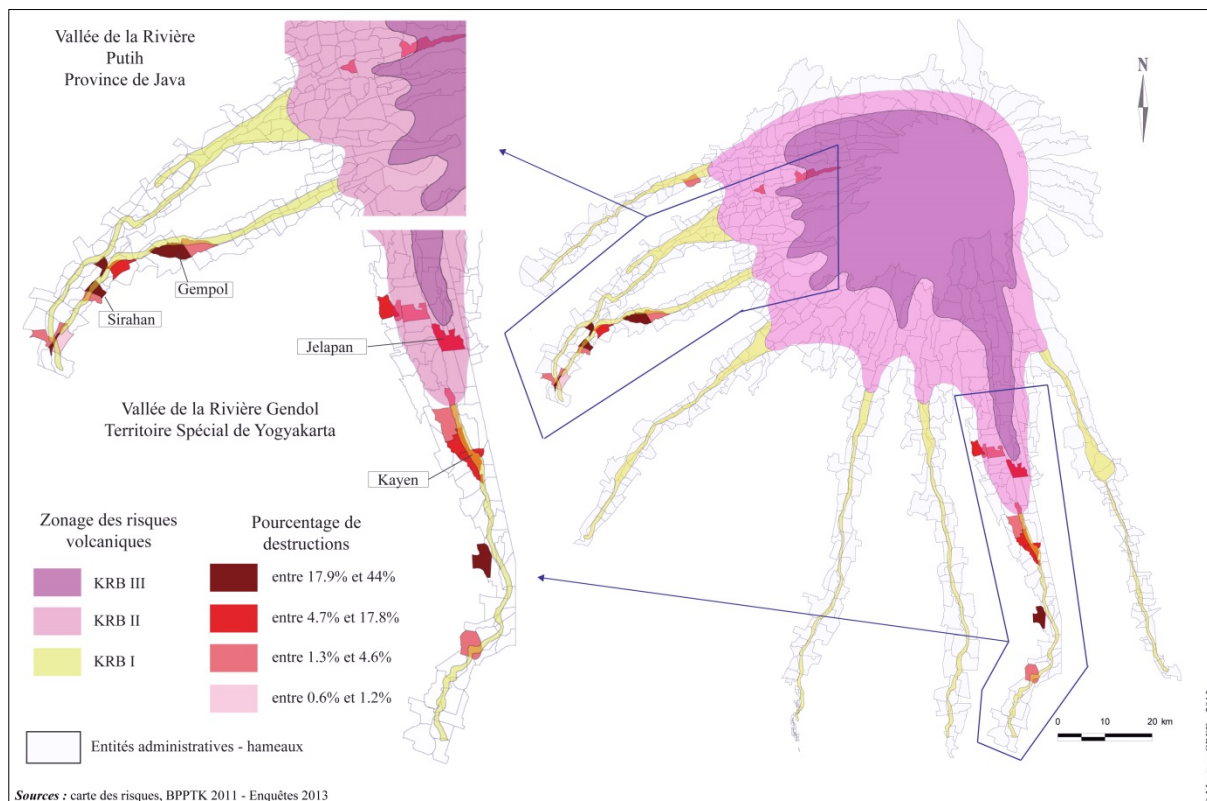 Vallée de la Rivière
Putih
Province de Java
N
Gempol
Sirahan
Jelapan
Vallée de la Rivière Gendol
Territoire Spécial de Yogyakarta
Kayen
Zonage des risques
volcaniques
KRB III
KRB II
KRB I
Pourcentage de
destructions
entre 17.9% et 44%
entre 4.7% et 17.8%
entre 1.3% et 4.6%
entre 0.6% et 1.2%
Entités administratives - hameaux
0 10 20 km
Sources : carte des risques, BPPTK 2011 - Enquêtes 2013